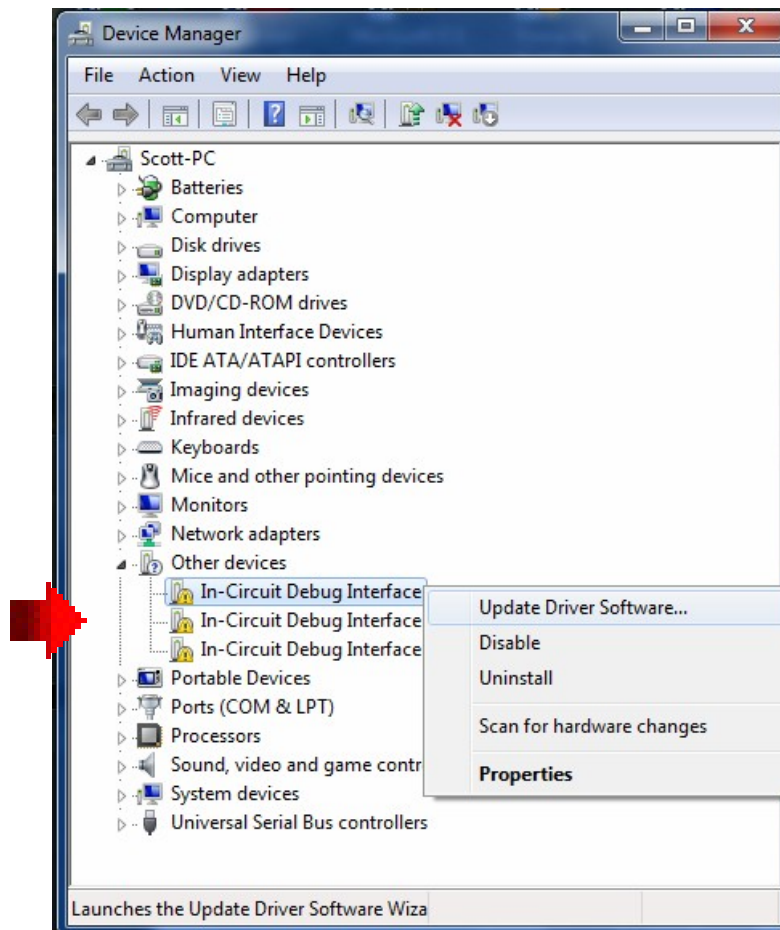 Device Manager
File Action View Help
Scott-PC
Batteries
Computer
Disk drives
Display adapters
DVD/CD-ROM drives
Human Interface Devices
IDE ATA/ATAPI controllers
Imaging devices
Infrared devices
Keyboards
Mice and other pointing devices
Monitors
Network adapters
Other devices
In-Circuit Debug Interface
In-Circuit Debug Interface
In-Circuit Debug Interface
Portable Devices
Ports (COM & LPT)
Processors
Sound, video and game contr
System devices
Universal Serial Bus controllers
Update Driver Software...
Disable
Uninstall
Scan for hardware changes
Properties
Launches the Update Driver Software Wiza